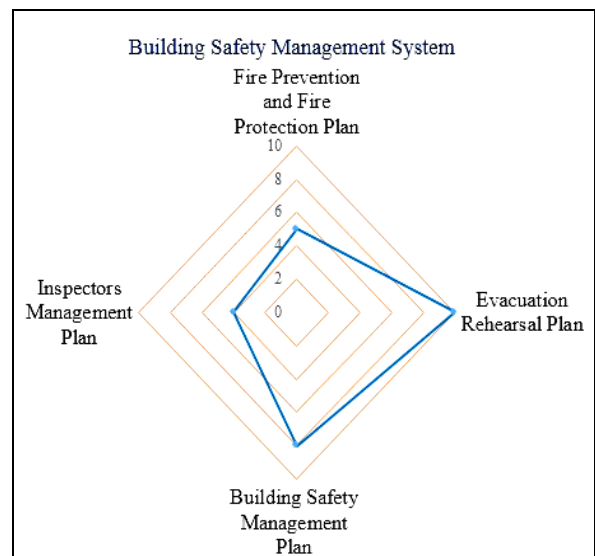 Building Safety Management System
Fire Prevention
and Fire
Protection Plan
10
8
6
4
2
0
Inspectors
Management
Plan
Evacuation
Rehearsal Plan
Building Safety
Management
Plan